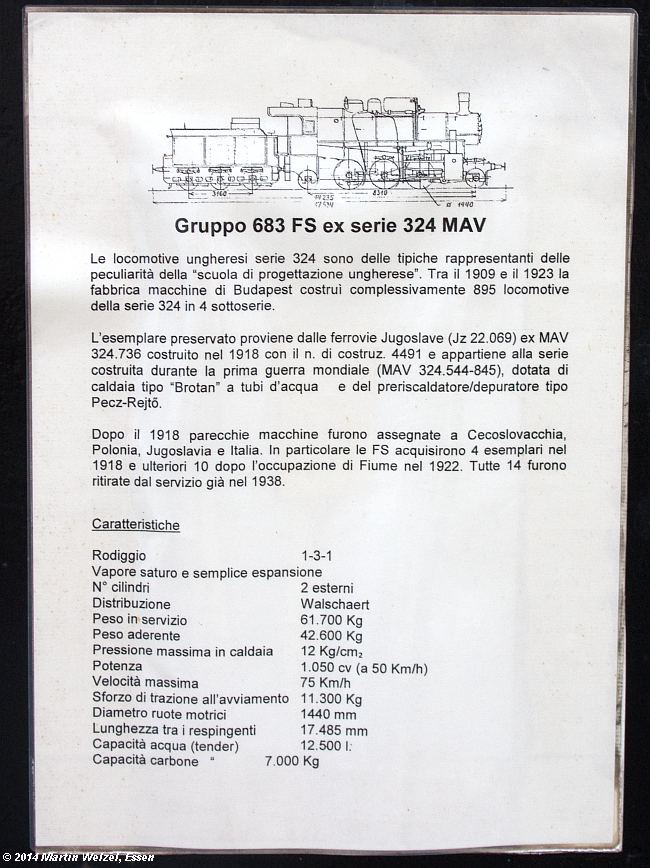 3160
8310
14235
ø 1440
Gruppo 683 FS ex serie 324 MAV
Le locomotive ungheresi serie 324 sono delle tipiche rappresentanti delle
peculiarità della “scuola di progettazione ungherese”. Tra il 1909 e il 1923 la
fabbrica macchine di Budapest costruì complessivamente 895 locomotive
della serie 324 in 4 sottoserie.
L’esemplare preservato proviene dalle ferrovie Jugoslave (Jz 22.069) ex MAV
324.736 costruito nel 1918 con il n. di costruz. 4491 e appartiene alla serie
costruita durante la prima guerra mondiale (MAV 324.544-845), dotata di
caldaia tipo “Brotan” a tubi d’acqua e del preriscaldatore/depuratore tipo
Pecz-Rejtő.
Dopo il 1918 parecchie macchine furono assegnate a Cecoslovacchia,
Polonia, Jugoslavia e Italia. In particolare le FS acquisirono 4 esemplari nel
1918 e ulteriori 10 dopo l’occupazione di Fiume nel 1922. Tutte 14 furono
ritirate dal servizio già nel 1938.
Caratteristiche
Rodiggio 1-3-1
Vapore saturo e semplice espansione
N° cilindri 2 esterni
Distribuzione Walschaert
Peso in servizio 61.700 Kg
Peso aderente 42.600 Kg
Pressione massima in caldaia 12 Kg/cm₂
Potenza 1.050 cv (a 50 Km/h)
Velocità massima 75 Km/h
Sforzo di trazione all’avviamento 11.300 Kg
Diametro ruote motrici 1440 mm
Lunghezza tra i respingenti 17.485 mm
Capacità acqua (tender) 12.500 l.
Capacità carbone “ 7.000 Kg
© 2014 Martin Welzel, Essen